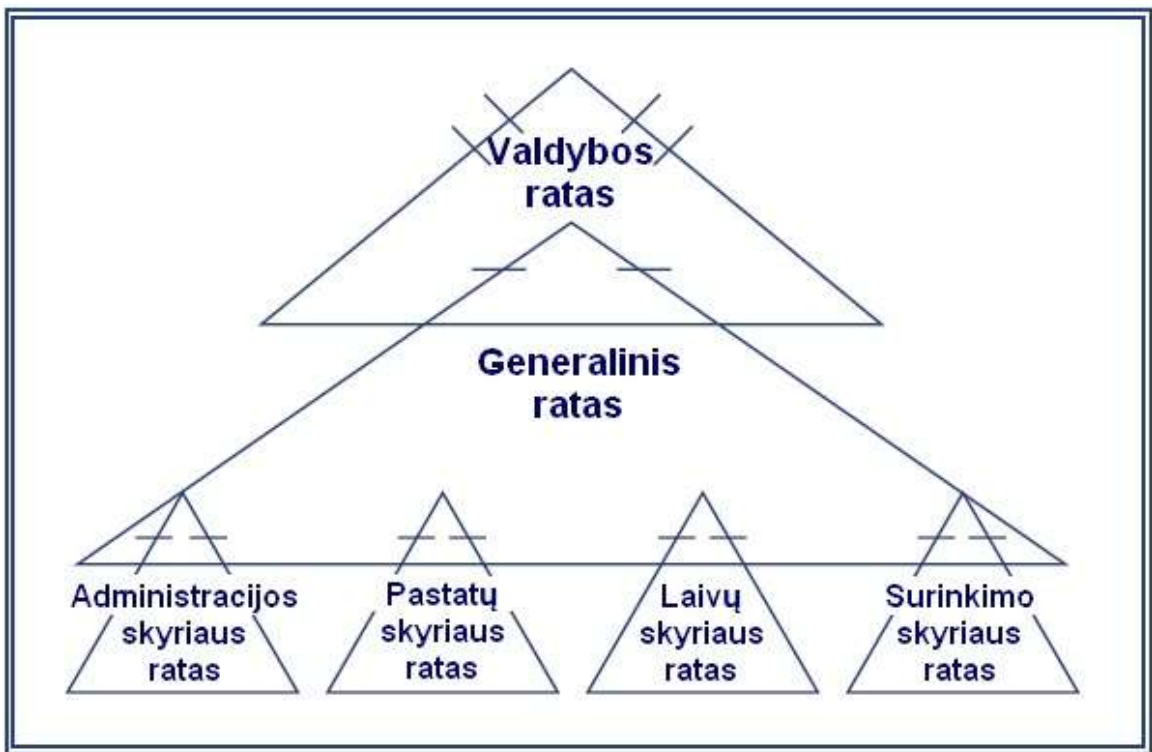 Valdybos
ratas
Generalinis
ratas
Administracijos
skyriaus
ratas
Pastatų
skyriaus
ratas
Laivų
skyriaus
ratas
Surinkimo
skyriaus
ratas